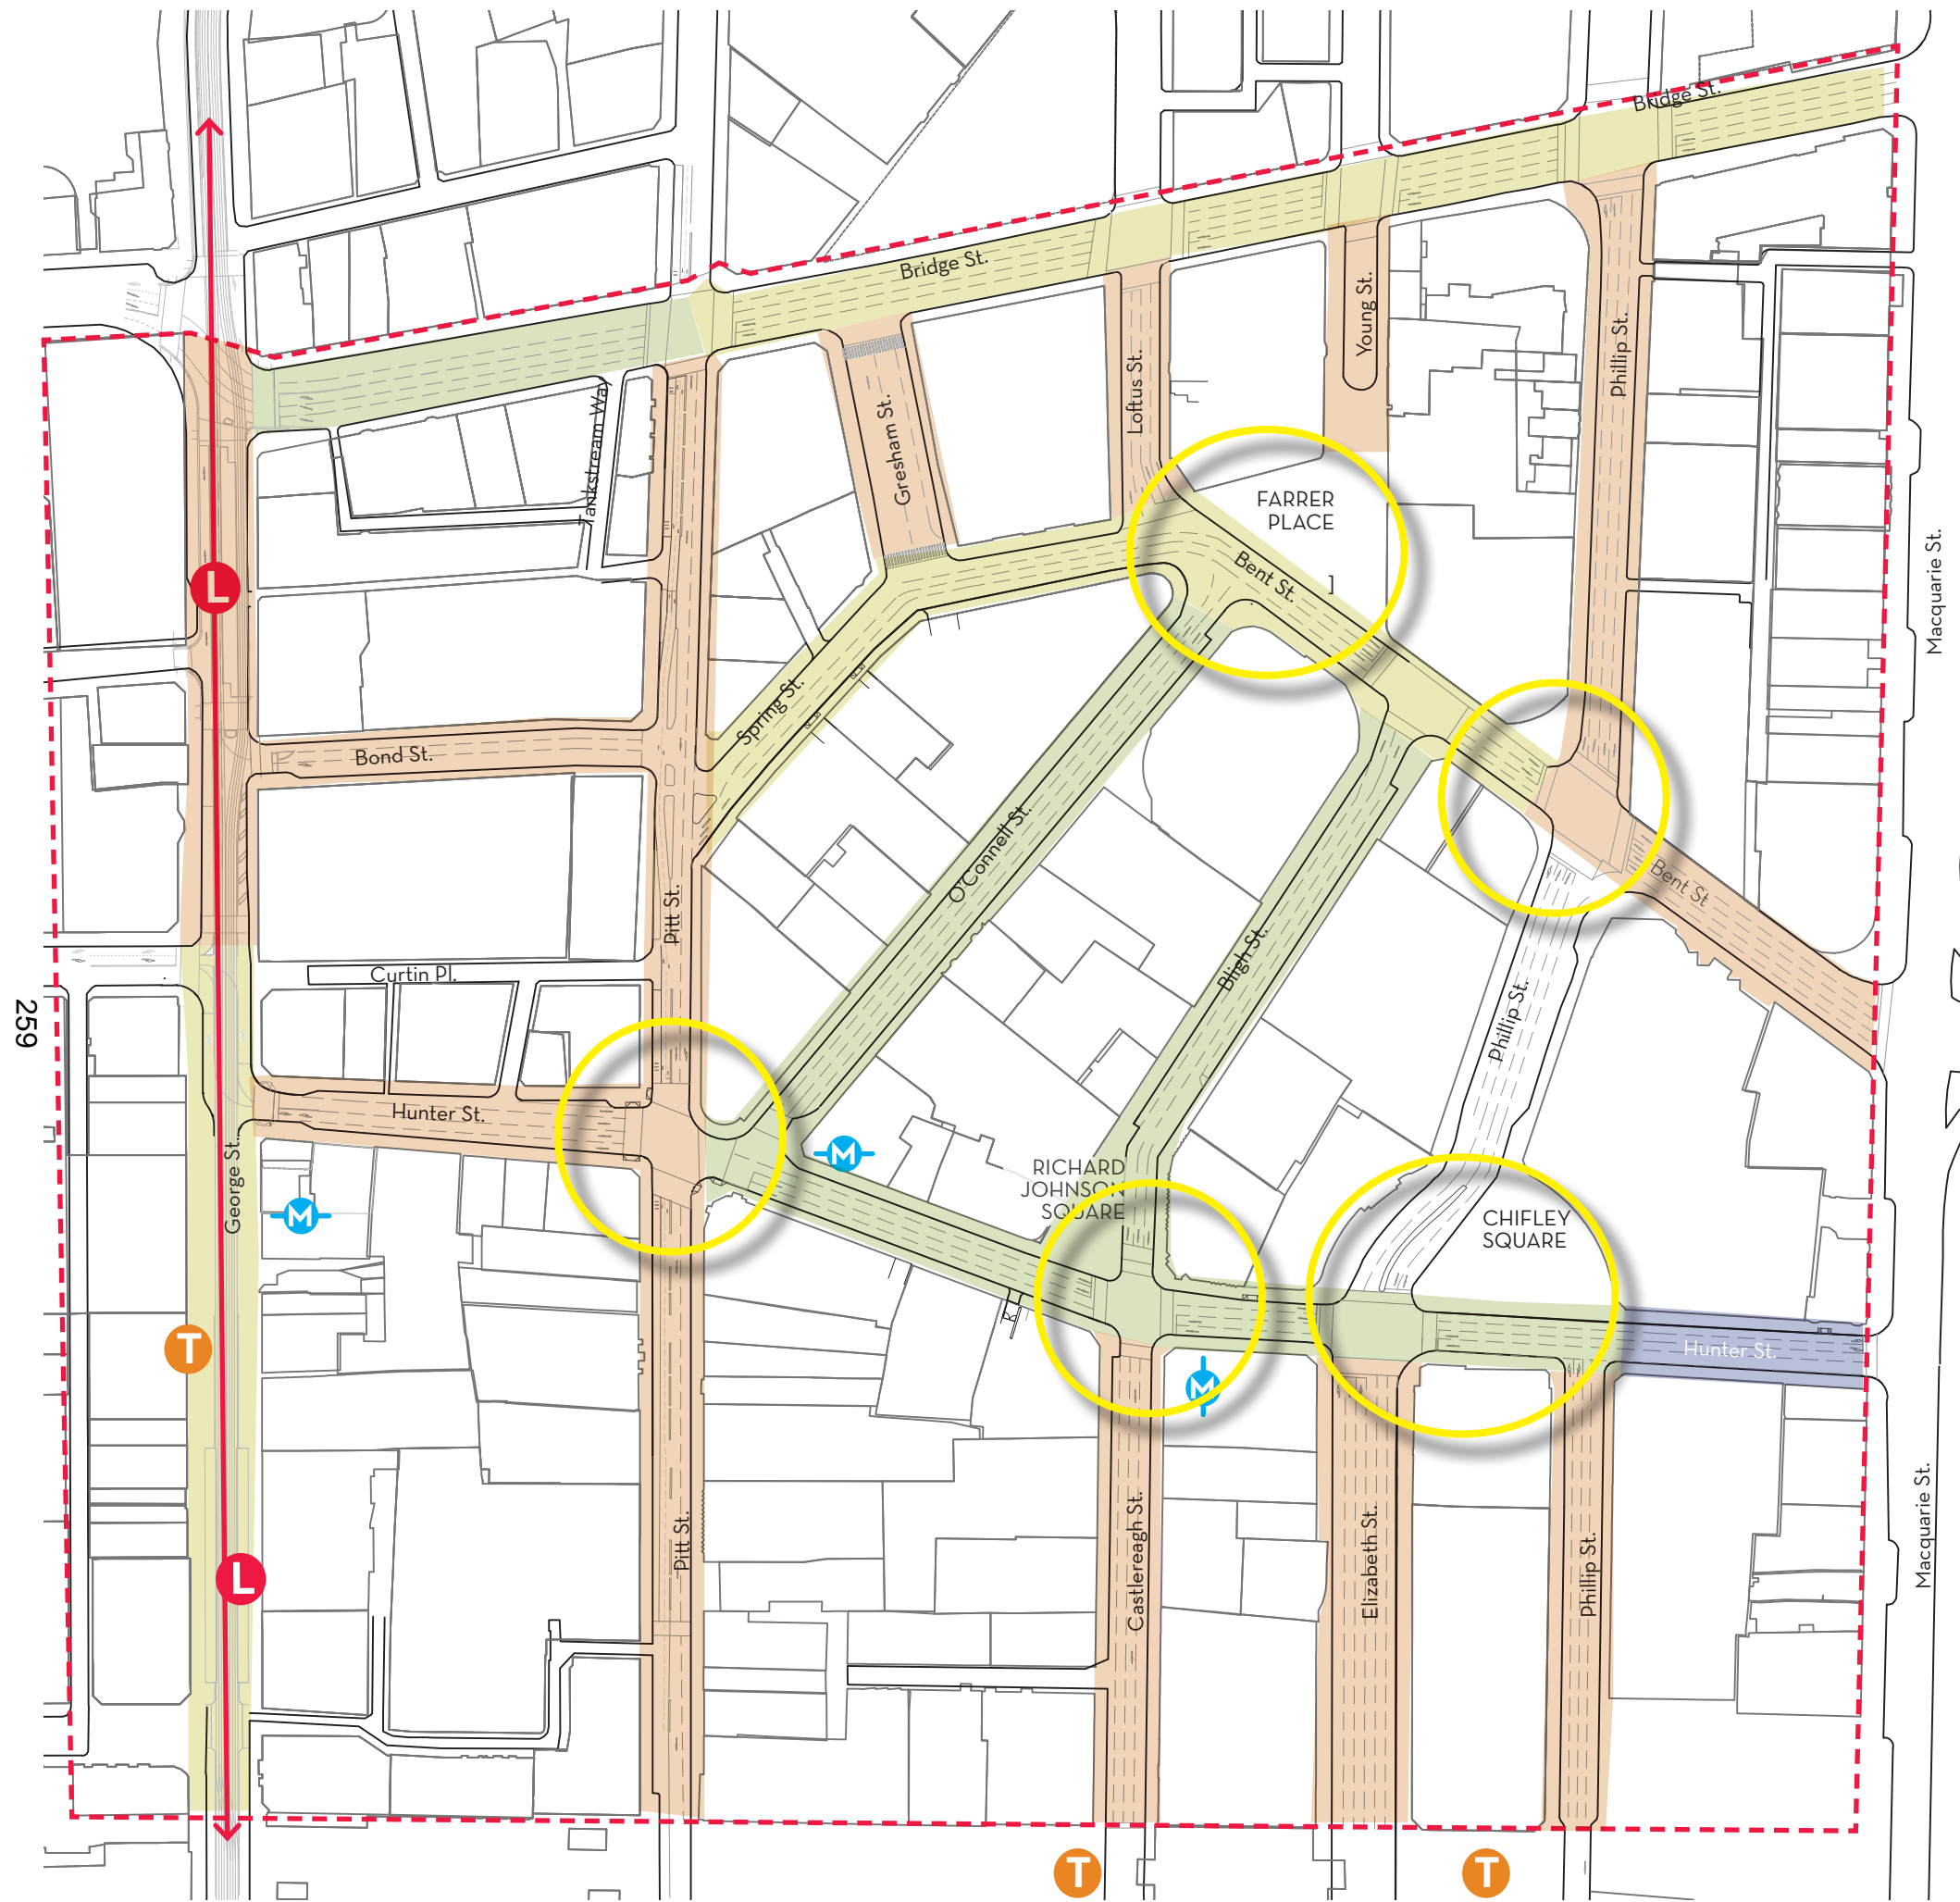 Bridge St.
Bridge St.
Young St.
Phillip St.
Loftus St.
Gresham St.
Tankstream Way
FARRER
PLACE
Bent St.
Macquarie St.
L
Spring St.
Bond St.
O'Connell St.
Bent St
Pitt St.
Bligh St.
Curtin Pl.
Phillip St.
259
Hunter St.
M
George St.
M
RICHARD
JOHNSON
SQUARE
CHIFLEY
SQUARE
T
Hunter St.
M
L
Pitt St.
Castlereagh St.
Elizabeth St.
Phillip St.
Macquarie St.
T
T